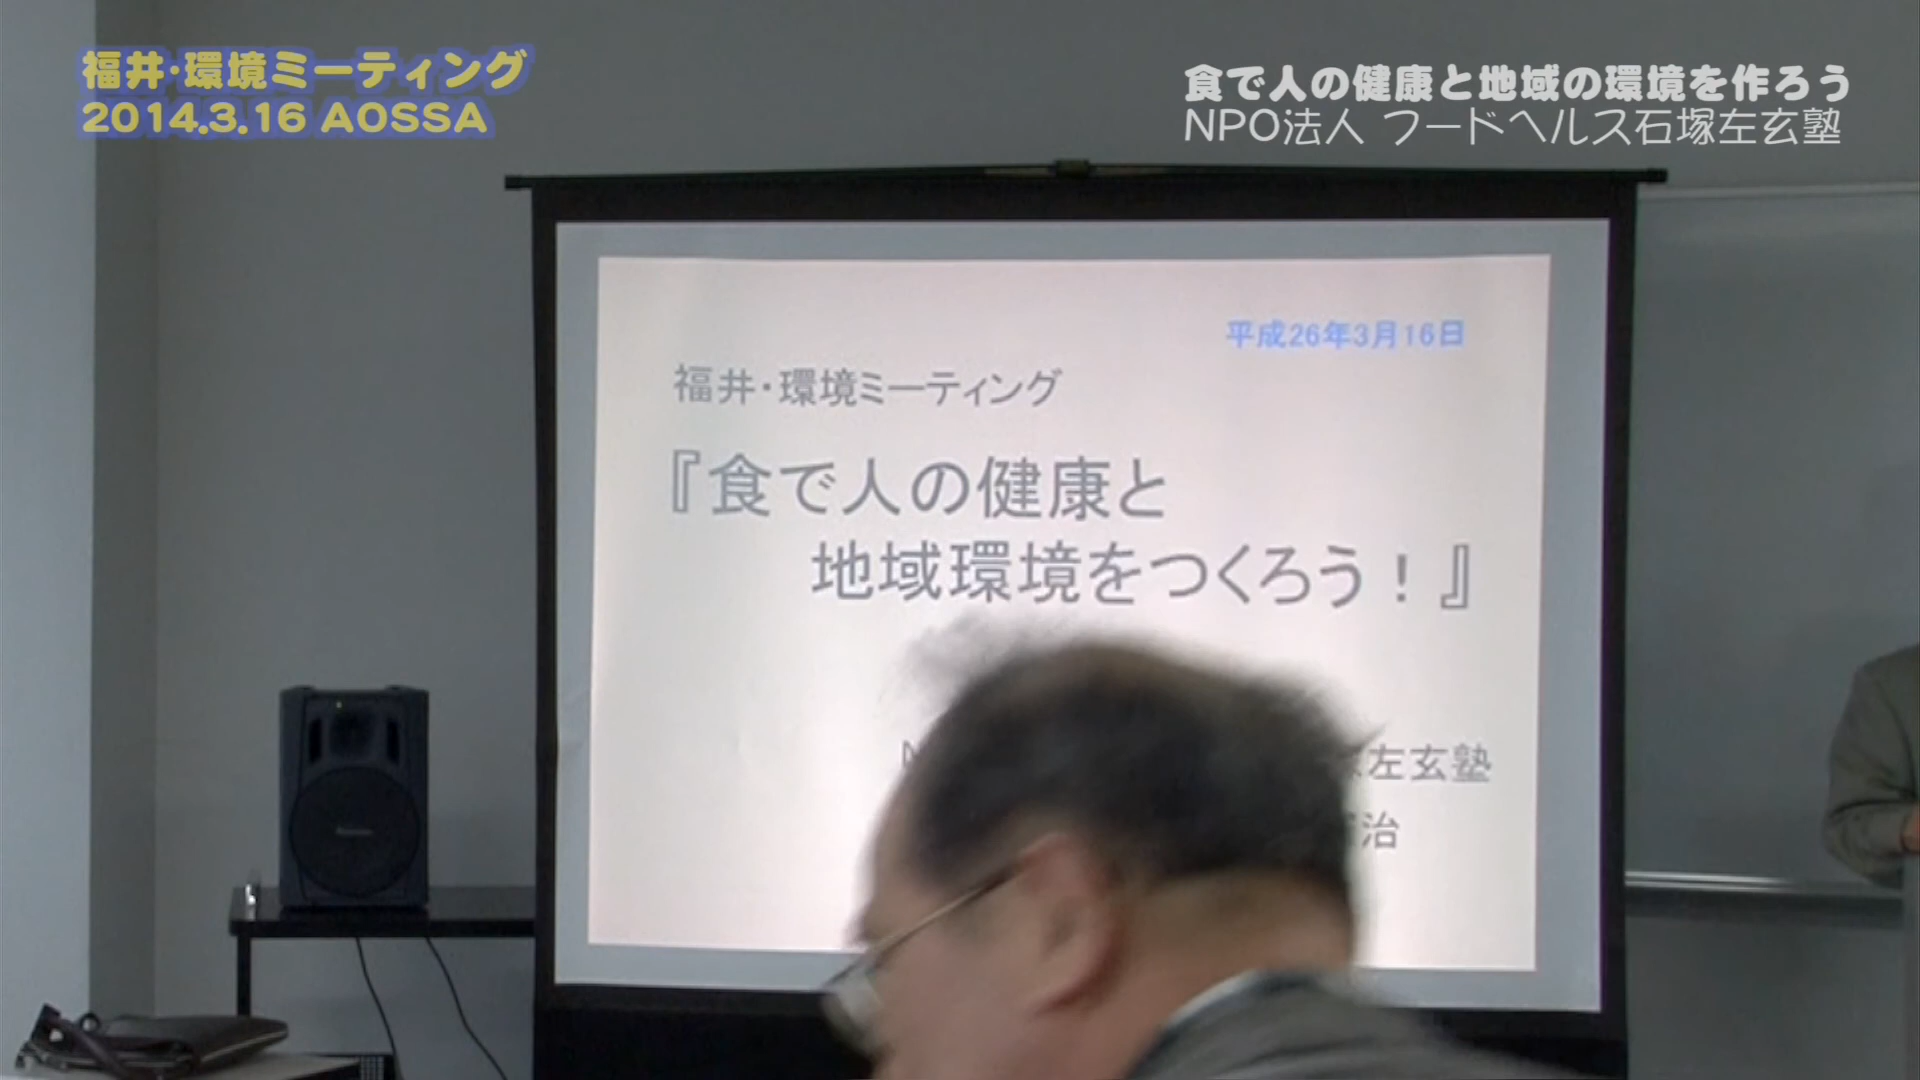 福井・環境ミーティング
2014.3.16 AOSSA
食で人の健康と地域の環境を作ろう
NPO法人 フードヘルス石塚左玄塾
平成26年3月16日
福井・環境ミーティング
『食で人の健康と
地域環境をつくろう！』
左玄塾
治